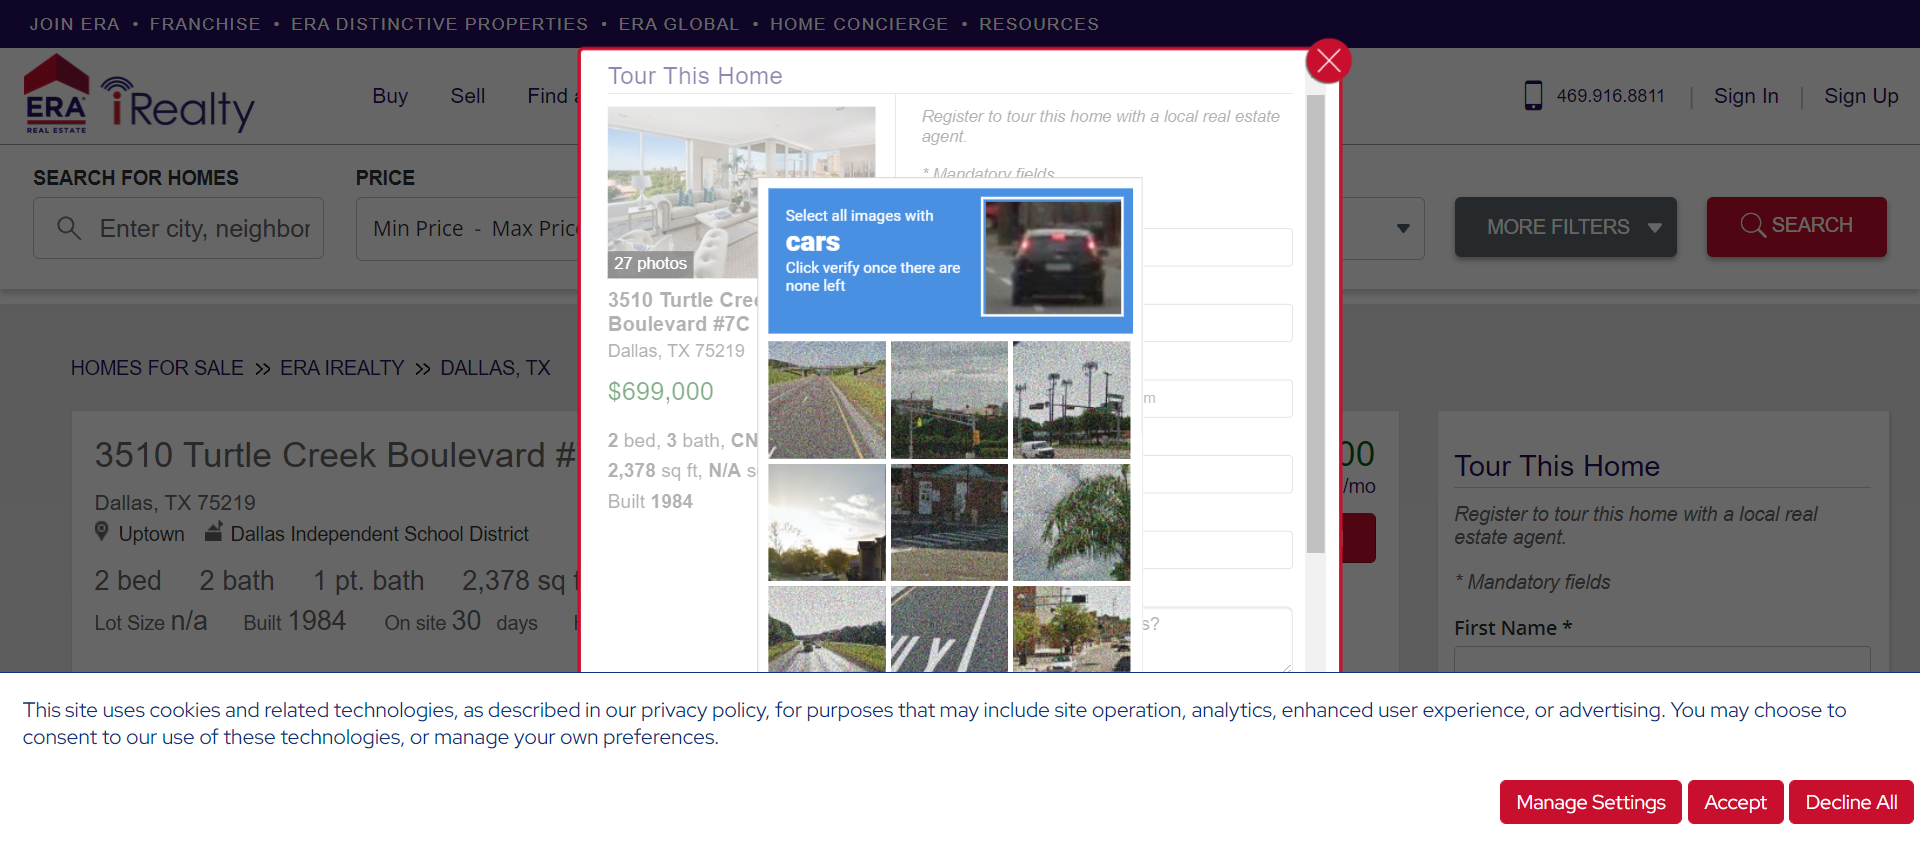 JOIN ERA • FRANCHISE • ERA DISTINCTIVE PROPERTIES • ERA GLOBAL • HOME CONCIERGE • RESOURCES
ERA
REAL ESTATE
iRealty
Buy
Sell
Find
469.916.8811
Sign In
Sign Up
SEARCH FOR HOMES
Enter city, neighbor
PRICE
Min Price - Max Pric
MORE FILTERS
SEARCH
HOMES FOR SALE » ERA IREALTY » DALLAS, TX
3510 Turtle Creek Boulevard #
Dallas, TX 75219
Uptown
Dallas Independent School District
2 bed 2 bath 1 pt. bath 2,378 sq
Lot Size n/a Built 1984 On site 30 days
Tour This Home
27 photos
3510 Turtle Cree
Boulevard #7C
Dallas, TX 75219
$699,000
2 bed, 3 bath, CN
2,378 sq ft, N/A s
Built 1984
Register to tour this home with a local real estate
agent.
* Mandatory fields
m
s?
Select all images with
cars
Click verify once there are
none left
00
/mo
Tour This Home
Register to tour this home with a local real
estate agent.
* Mandatory fields
First Name *
This site uses cookies and related technologies, as described in our privacy policy, for purposes that may include site operation, analytics, enhanced user experience, or advertising. You may choose to
consent to our use of these technologies, or manage your own preferences.
Manage Settings
Accept
Decline All